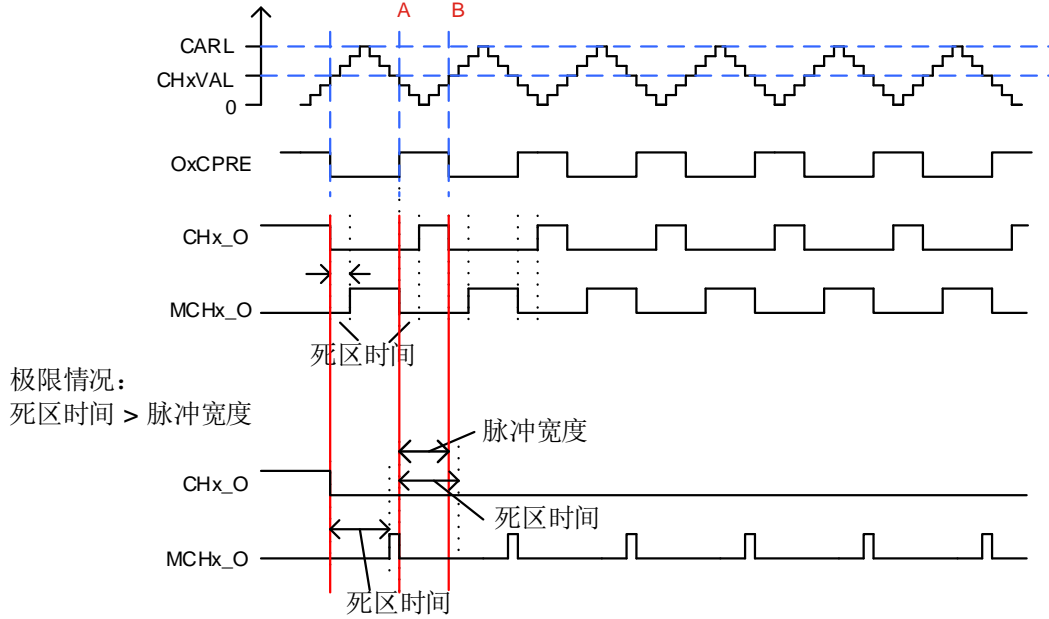 A B
CARL
CHxVAL
0
OxCPRE
CHx_O
MCHx_O
死区时间
极限情况：
死区时间 > 脉冲宽度
脉冲宽度
CHx_O
死区时间
MCHx_O
死区时间